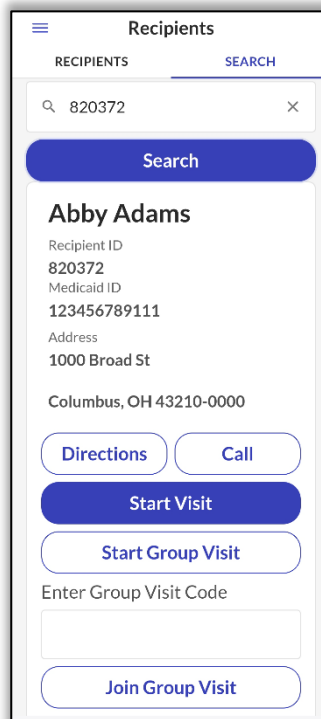 Recipients
RECIPIENTS SEARCH
820372
Search
Abby Adams
Recipient ID
820372
Medicaid ID
123456789111
Address
1000 Broad St
Columbus, OH 43210-0000
Directions Call
Start Visit
Start Group Visit
Enter Group Visit Code
Join Group Visit